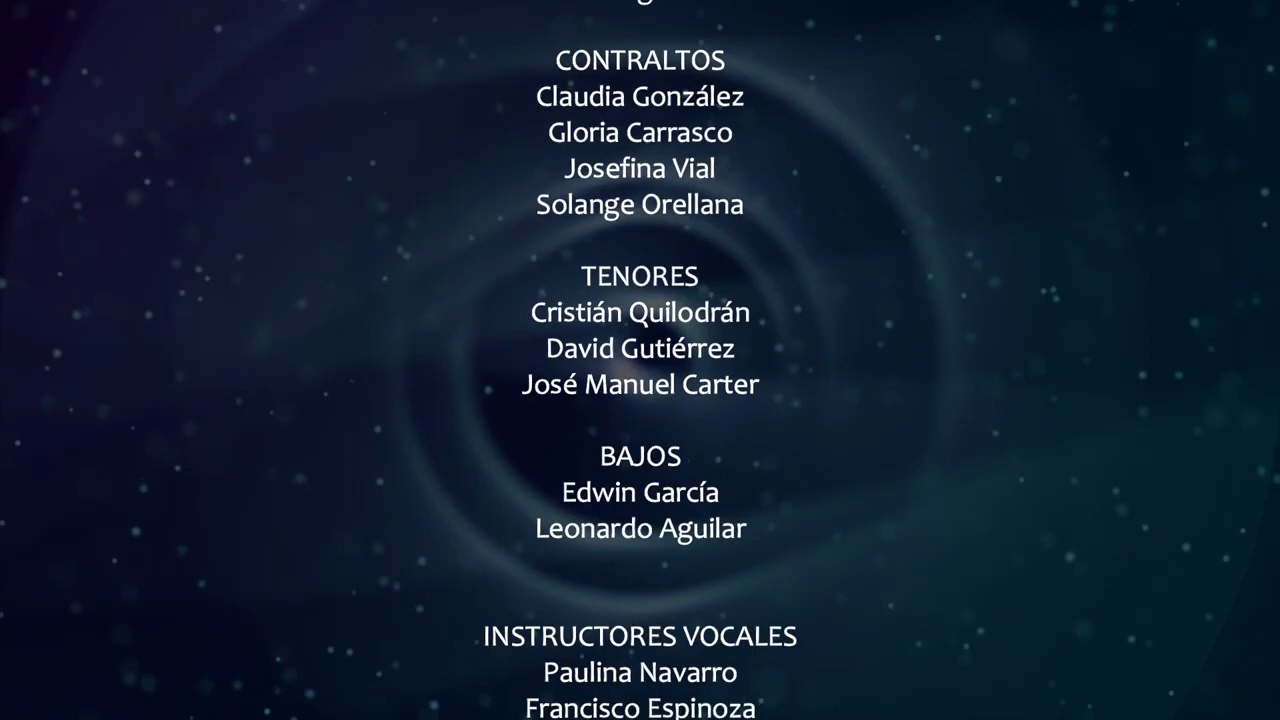 CONTRALTOS
Claudia González
Gloria Carrasco
Josefina Vial
Solange Orellana
TENORES
Cristián Quilodrán
David Gutiérrez
José Manuel Carter
BAJOS
Edwin García
Leonardo Aguilar
INSTRUCTORES VOCALES
Paulina Navarro
Francisco Espinoza